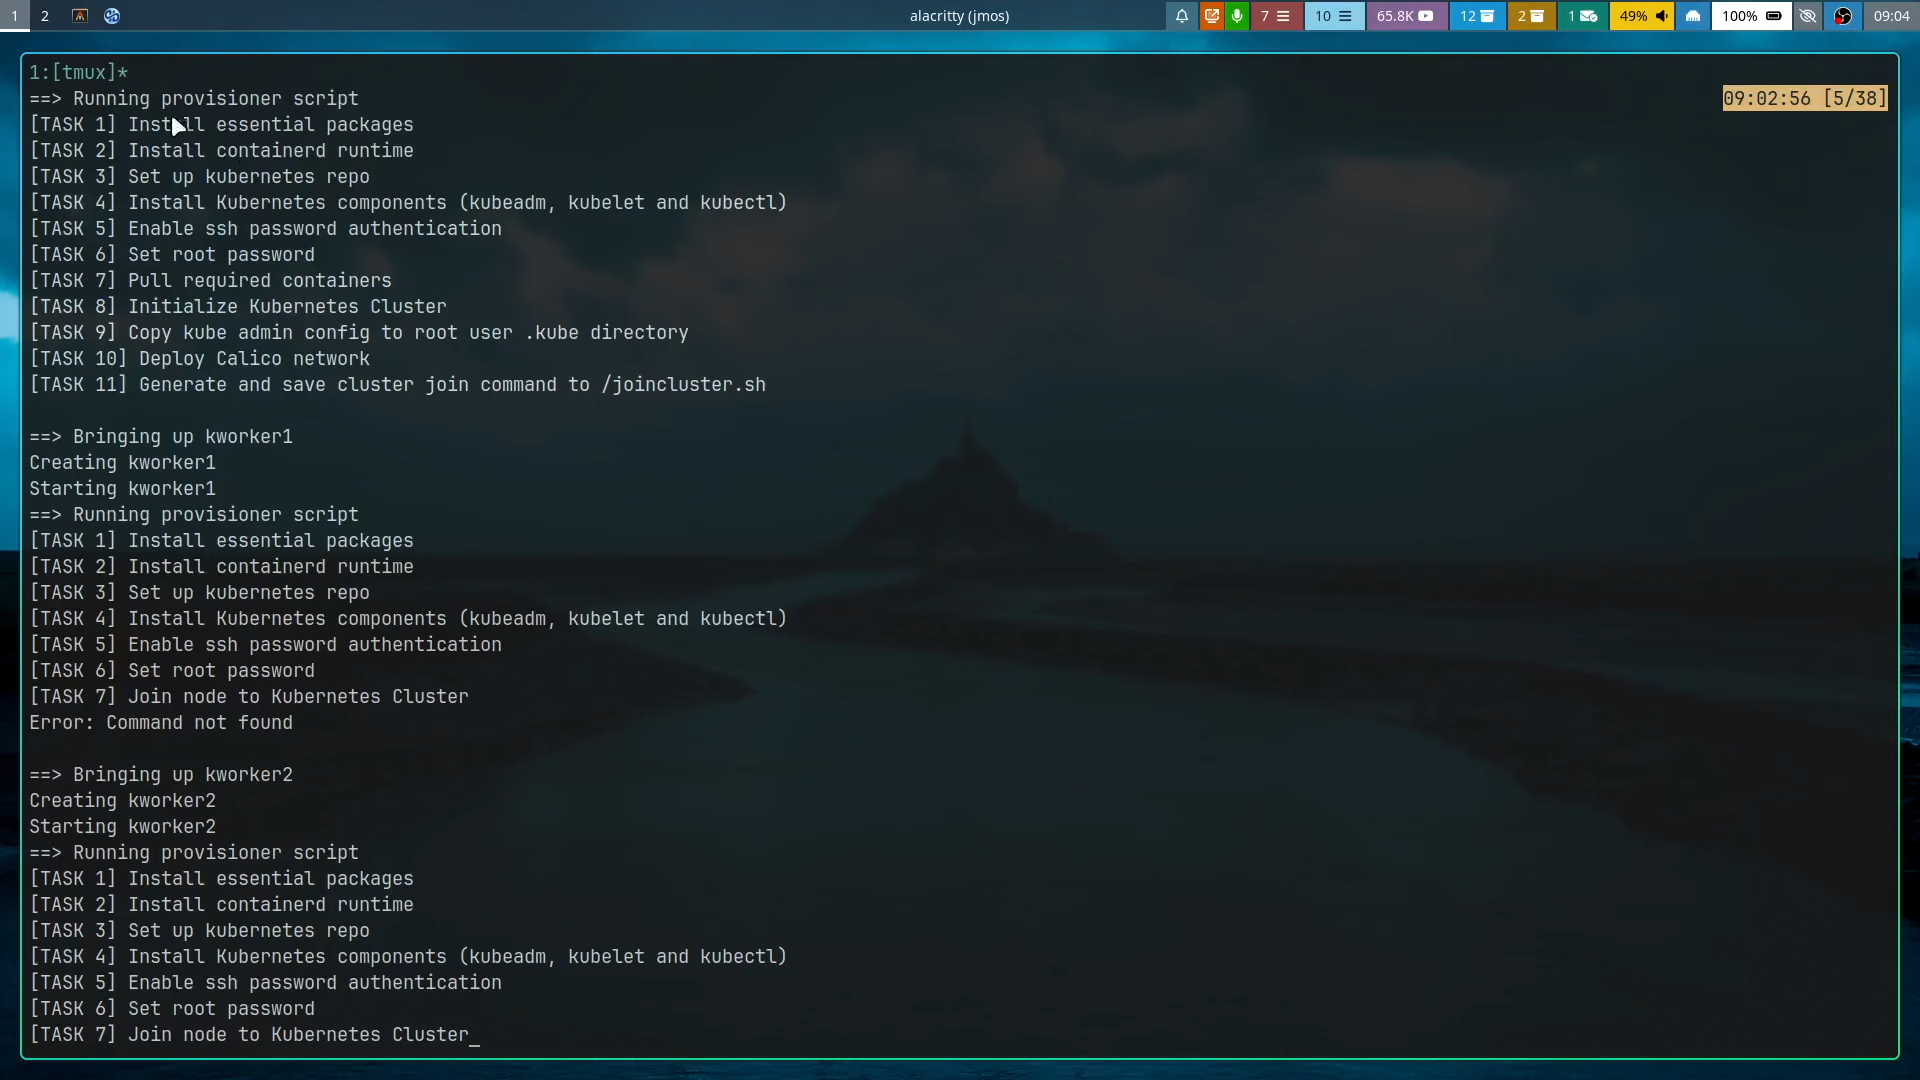 1 2 alacritty (jmos) 7 10 65.8K 12 2 1 49% 100% 09:04
1:[tmux]*
==> Running provisioner script 09:02:56 [5/38]
[TASK 1] Install essential packages
[TASK 2] Install containerd runtime
[TASK 3] Set up kubernetes repo
[TASK 4] Install Kubernetes components (kubeadm, kubelet and kubectl)
[TASK 5] Enable ssh password authentication
[TASK 6] Set root password
[TASK 7] Pull required containers
[TASK 8] Initialize Kubernetes Cluster
[TASK 9] Copy kube admin config to root user .kube directory
[TASK 10] Deploy Calico network
[TASK 11] Generate and save cluster join command to /joincluster.sh
==> Bringing up kworker1
Creating kworker1
Starting kworker1
==> Running provisioner script
[TASK 1] Install essential packages
[TASK 2] Install containerd runtime
[TASK 3] Set up kubernetes repo
[TASK 4] Install Kubernetes components (kubeadm, kubelet and kubectl)
[TASK 5] Enable ssh password authentication
[TASK 6] Set root password
[TASK 7] Join node to Kubernetes Cluster
Error: Command not found
==> Bringing up kworker2
Creating kworker2
Starting kworker2
==> Running provisioner script
[TASK 1] Install essential packages
[TASK 2] Install containerd runtime
[TASK 3] Set up kubernetes repo
[TASK 4] Install Kubernetes components (kubeadm, kubelet and kubectl)
[TASK 5] Enable ssh password authentication
[TASK 6] Set root password
[TASK 7] Join node to Kubernetes Cluster_